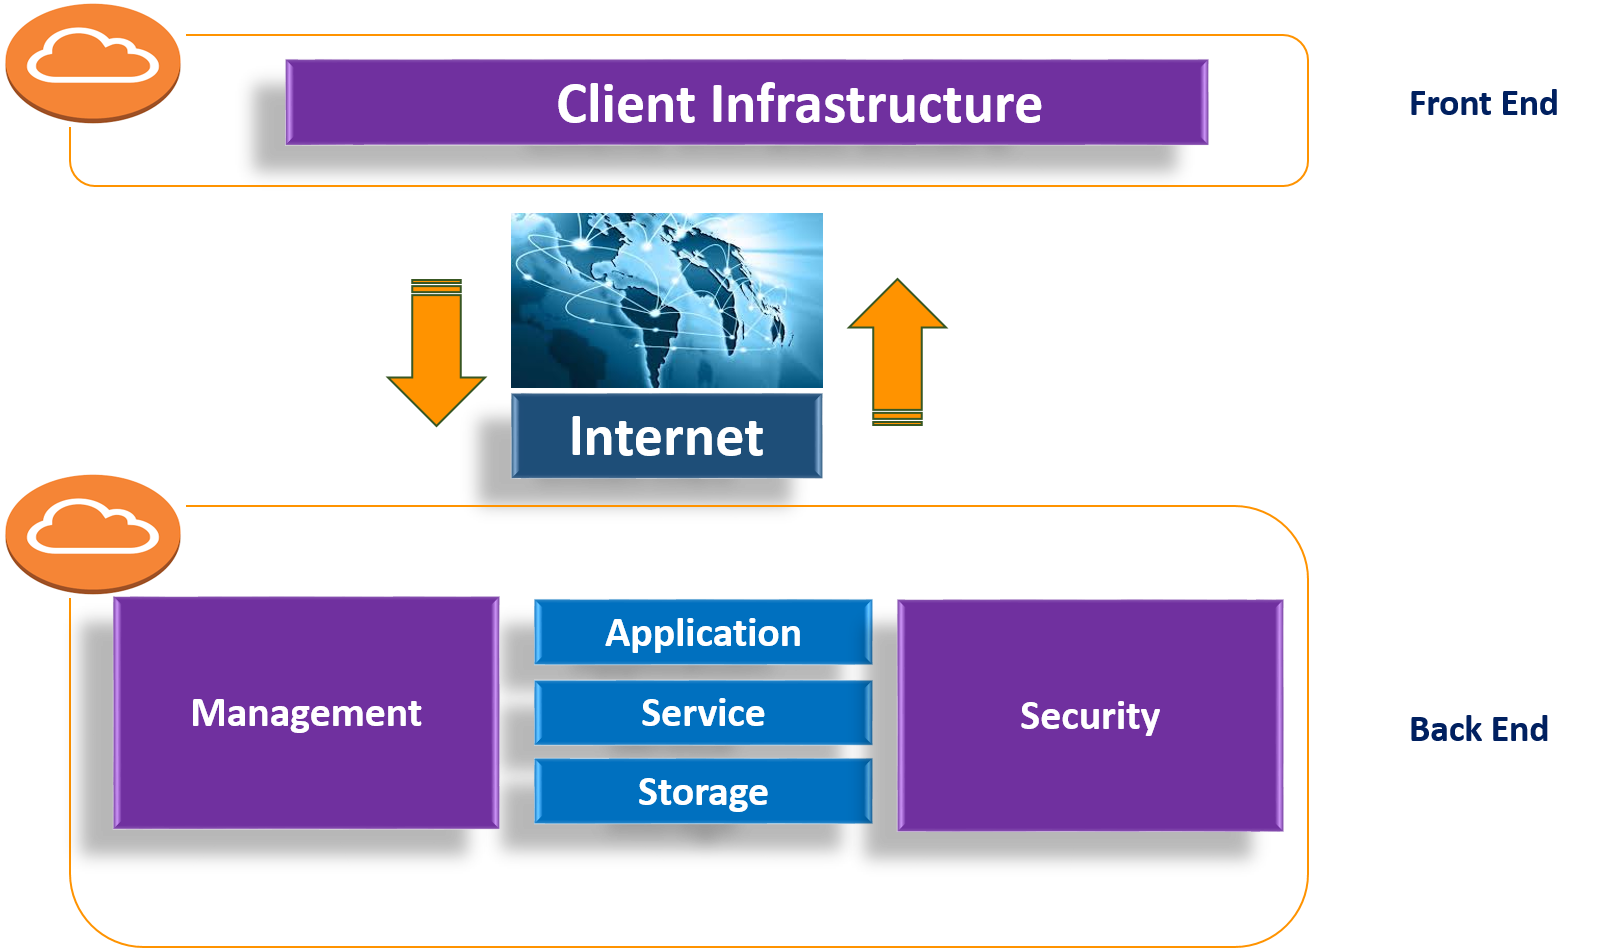 Client Infrastructure
Front End
Internet
Application
Management
Service
Security
Back End
Storage